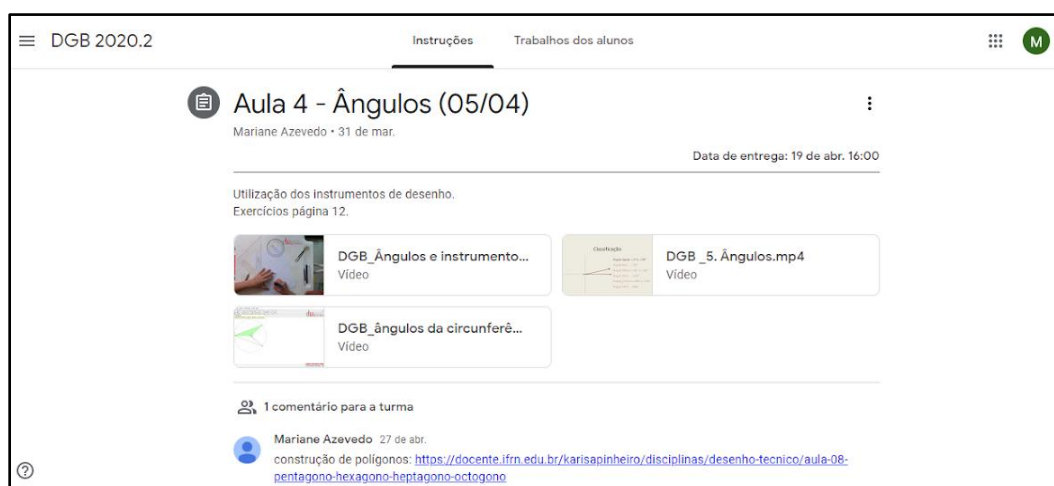 DGB 2020.2
Instruções Trabalhos dos alunos
M
Aula 4 - Ângulos (05/04)
Mariane Azevedo • 31 de mar.
Data de entrega: 19 de abr. 16:00
Utilização dos instrumentos de desenho.
Exercícios página 12.
DGB_Ângulos e instrumento...
Vídeo
Classificação
DGB _5. Ângulos.mp4
Vídeo
DGB_ângulos da circunferê...
Vídeo
1 comentário para a turma
Mariane Azevedo 27 de abr.
construção de polígonos: https://docente.ifrn.edu.br/karisapinheiro/disciplinas/desenho-tecnico/aula-08-
pentagono-hexagono-heptagono-octogono